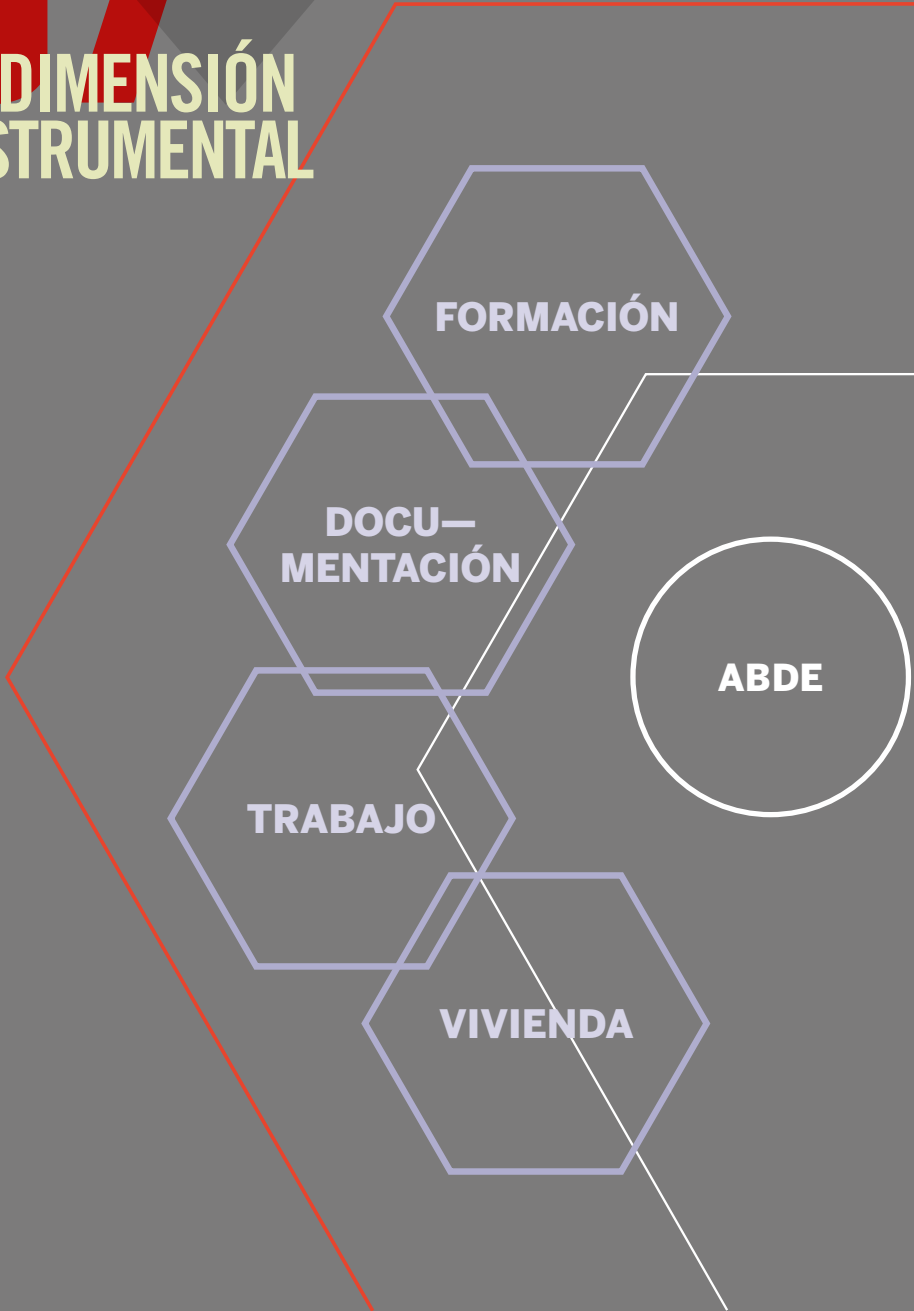 DIMENSIÓN
STRUMENTAL
FORMACIÓN
DOCU—
MENTACIÓN
ABDE
TRABAJO
VIVIENDA